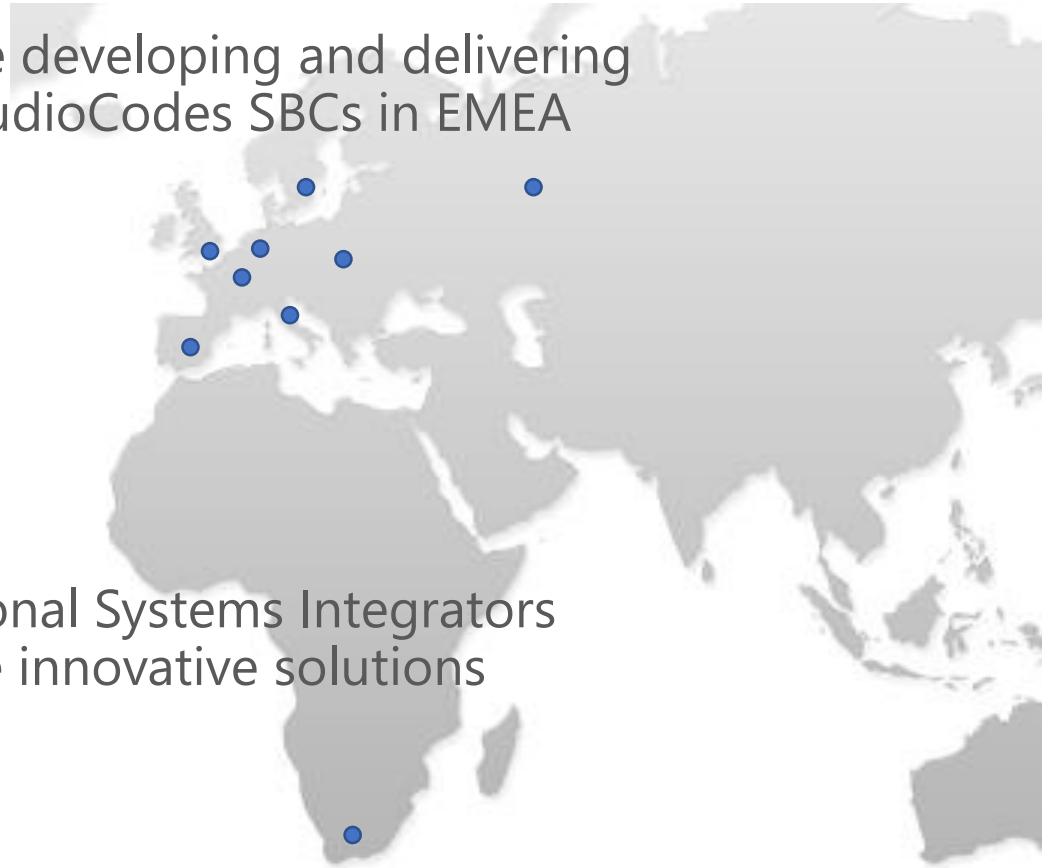 e developing and delivering
udioCodes SBCs in EMEA
onal Systems Integrators
e innovative solutions